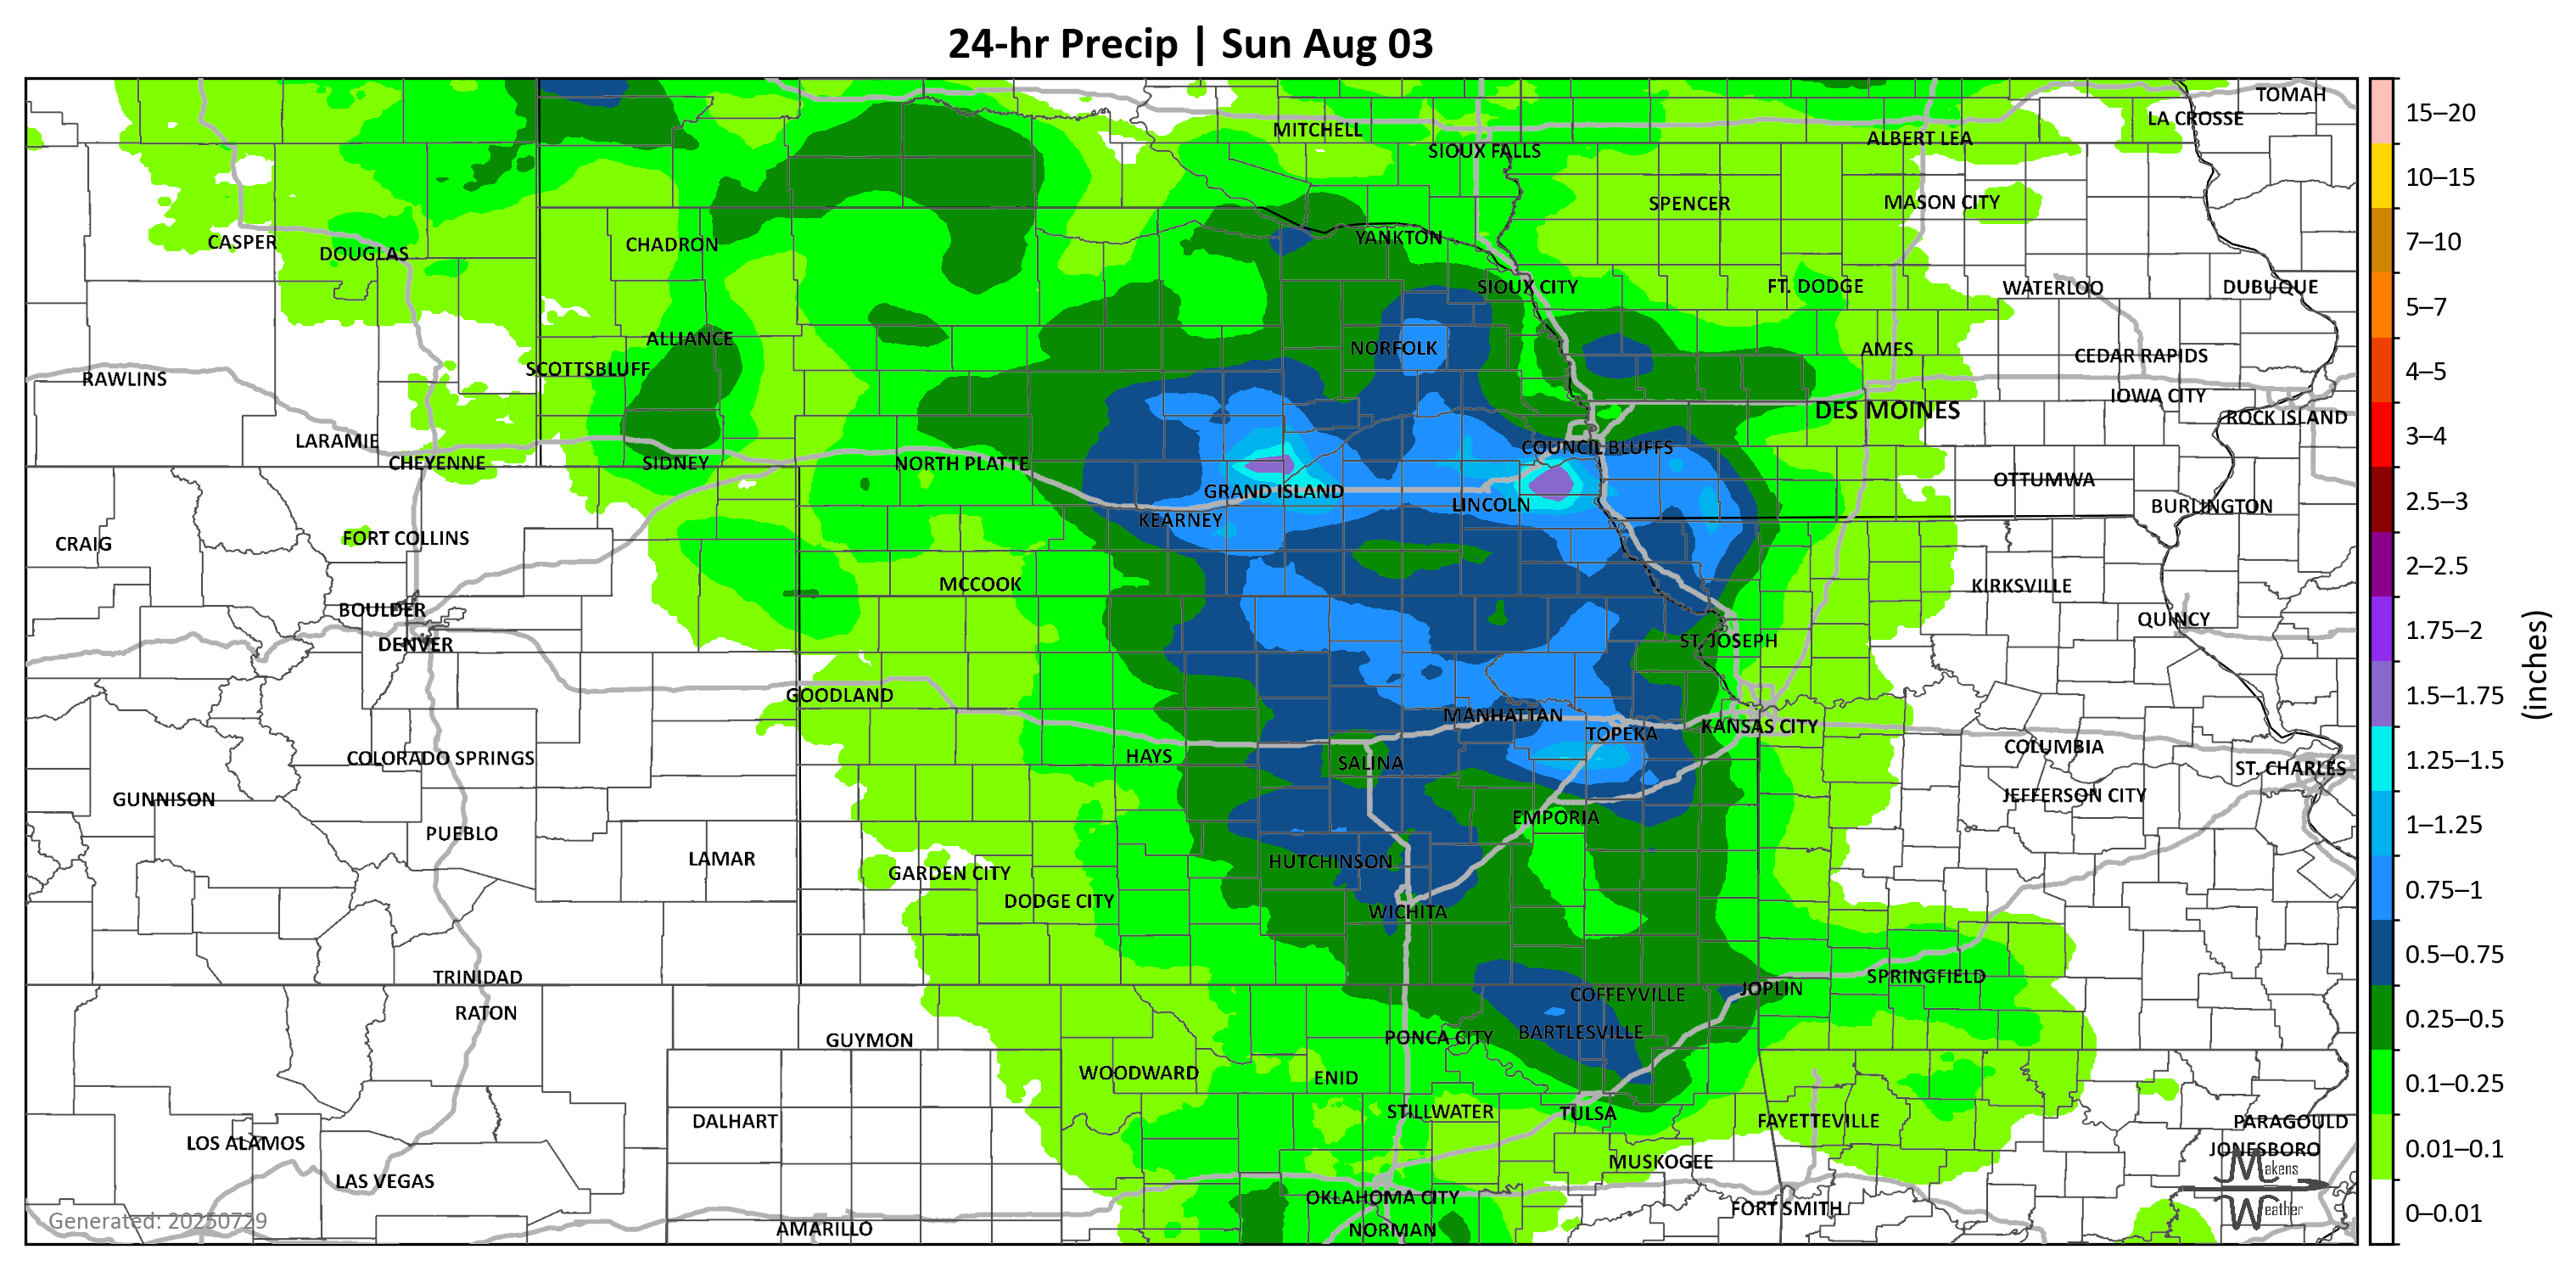 24-hr Precip | Sun Aug 03
TOMAH
LA CROSSE
MITCHELL
ALBERT LEA
SIOUX FALLS
SPENCER
MASON CITY
CASPER
DOUGLAS
CHADRON
YANKTON
SIOUX CITY
FT. DODGE
WATERLOO
DUBUQUE
ALLIANCE
NORFOLK
AMES
CEDAR RAPIDS
SCOTTSBLUFF
RAWLINS
IOWA CITY
DES MOINES
ROCK ISLAND
LARAMIE
CHEYENNE
SIDNEY
NORTH PLATTE
COUNCIL BLUFFS
OTTUMWA
GRAND ISLAND
LINCOLN
BURLINGTON
KEARNEY
CRAIG
FORT COLLINS
MCCOOK
KIRKSVILLE
BOULDER
QUINCY
DENVER
ST. JOSEPH
GOODLAND
MANHATTAN
TOPEKA
KANSAS CITY
COLUMBIA
COLORADO SPRINGS
HAYS
SALINA
ST. CHARLES
GUNNISON
JEFFERSON CITY
PUEBLO
EMPORIA
LAMAR
HUTCHINSON
GARDEN CITY
DODGE CITY
WICHITA
TRINIDAD
SPRINGFIELD
RATON
COFFEYVILLE
JOPLIN
GUYMON
PONCA CITY
BARTLESVILLE
WOODWARD
ENID
DALHART
STILLWATER
TULSA
FAYETTEVILLE
PARAGOULD
LOS ALAMOS
JONESBORO
MUSKOGEE
LAS VEGAS
OKLAHOMA CITY
FORT SMITH
AMARILLO
NORMAN
Generated: 20250729
Makens
Weather
15–20
10–15
7–10
5–7
4–5
3–4
2.5–3
2–2.5
1.75–2
1.5–1.75
1.25–1.5
1–1.25
0.75–1
0.5–0.75
0.25–0.5
0.1–0.25
0.01–0.1
0–0.01
(inches)